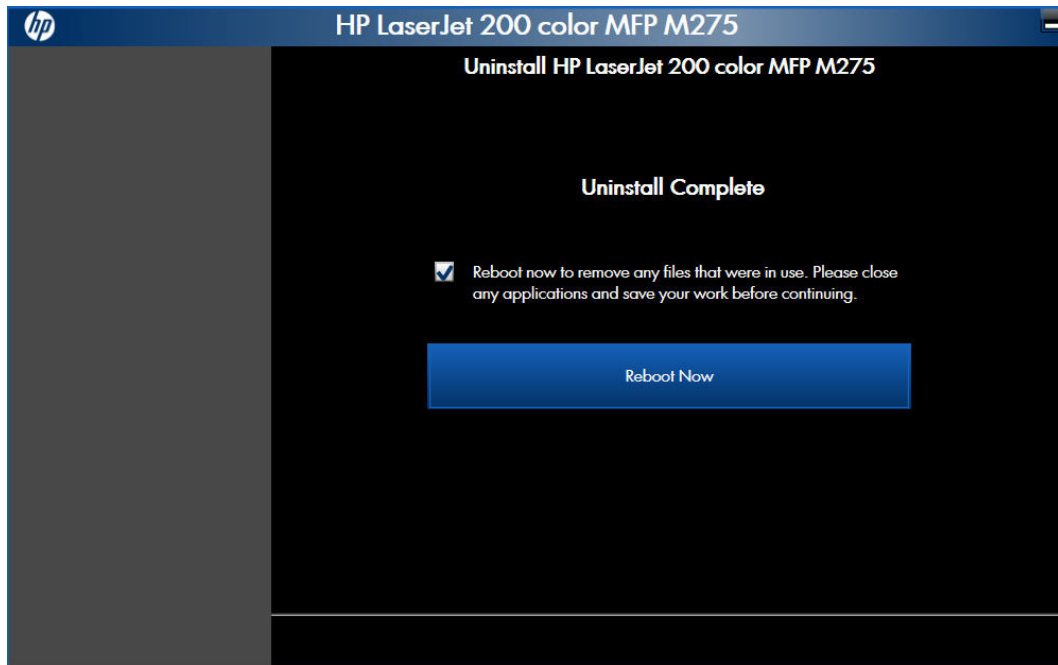 hp
HP LaserJet 200 color MFP M275
Uninstall HP LaserJet 200 color MFP M275
Uninstall Complete
Reboot now to remove any files that were in use. Please close
any applications and save your work before continuing.
Reboot Now